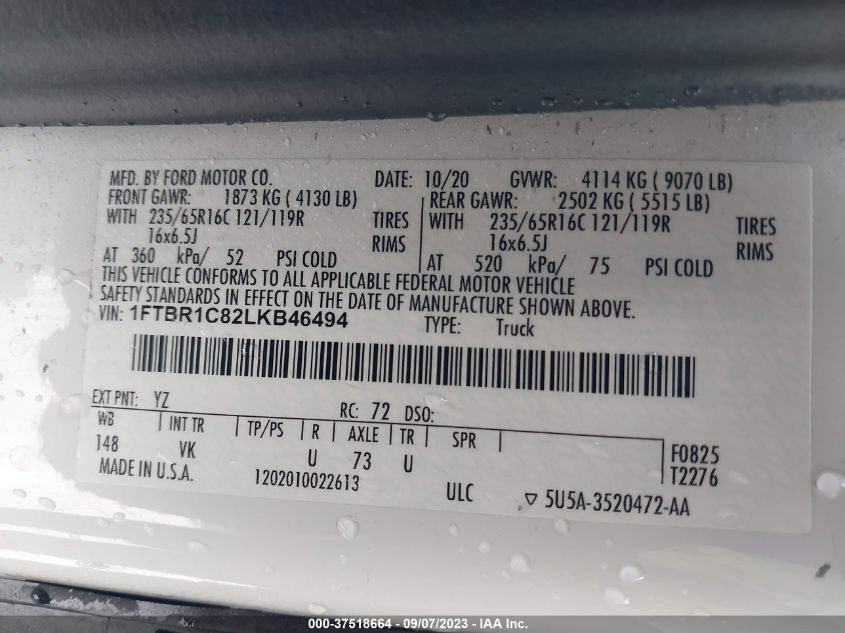 MFD. BY FORD MOTOR CO. DATE: 10/20 GVWR: 4114 KG ( 9070 LB)
FRONT GAWR: 1873 KG ( 4130 LB) REAR GAWR: 2502 KG ( 5515 LB)
WITH 235/65R16C 121/119R TIRES WITH 235/65R16C 121/119R TIRES
16x6.5J RIMS 16x6.5J RIMS
AT 360 kPa/ 52 PSI COLD AT 520 kPa/ 75 PSI COLD
THIS VEHICLE CONFORMS TO ALL APPLICABLE FEDERAL MOTOR VEHICLE
SAFETY STANDARDS IN EFFECT ON THE DATE OF MANUFACTURE SHOWN ABOVE.
VIN: 1FTBR1C82LKB46494 TYPE: Truck
EXT PNT: YZ RC: 72 DSO:
WB INT TR TP/PS R AXLE TR SPR F0825
148 VK U 73 U T2276
MADE IN U.S.A. 1202010022613 ULC ▽ 5U5A-3520472-AA
000-37518664 - 09/07/2023 - IAA Inc.